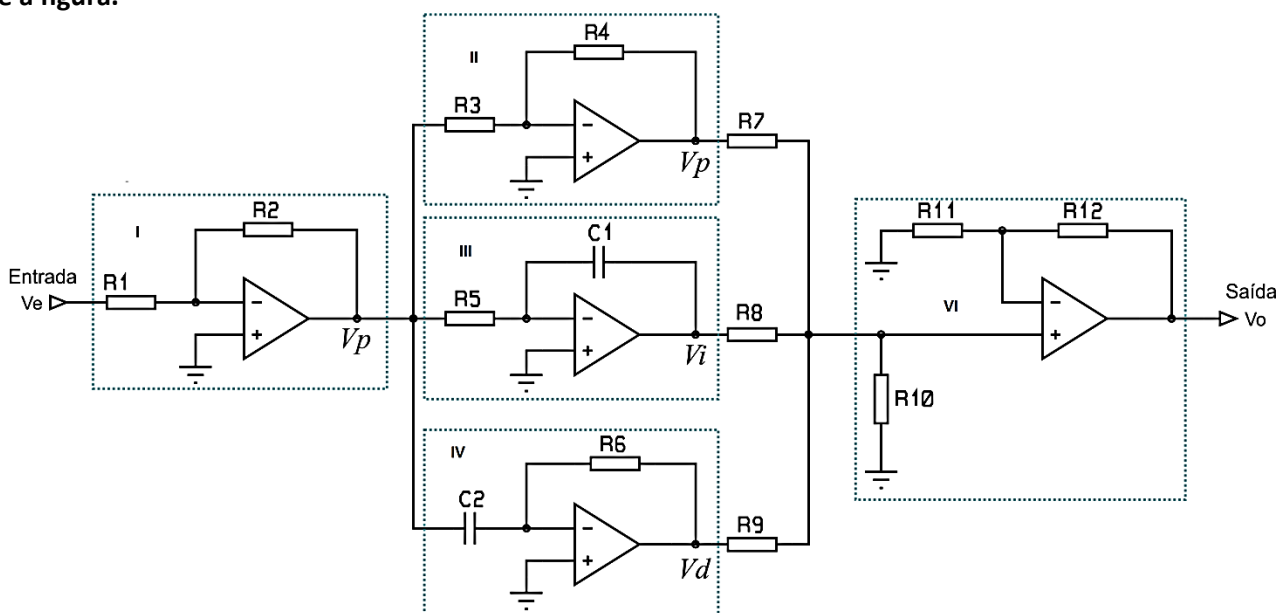 e a figura.
II
R4
R3
R7
Vp
I
R2
Entrada
Ve
R1
Vp
III
C1
R5
R8
Vi
IV
R6
C2
R9
Vd
R11
R12
VI
R10
Saída
Vo